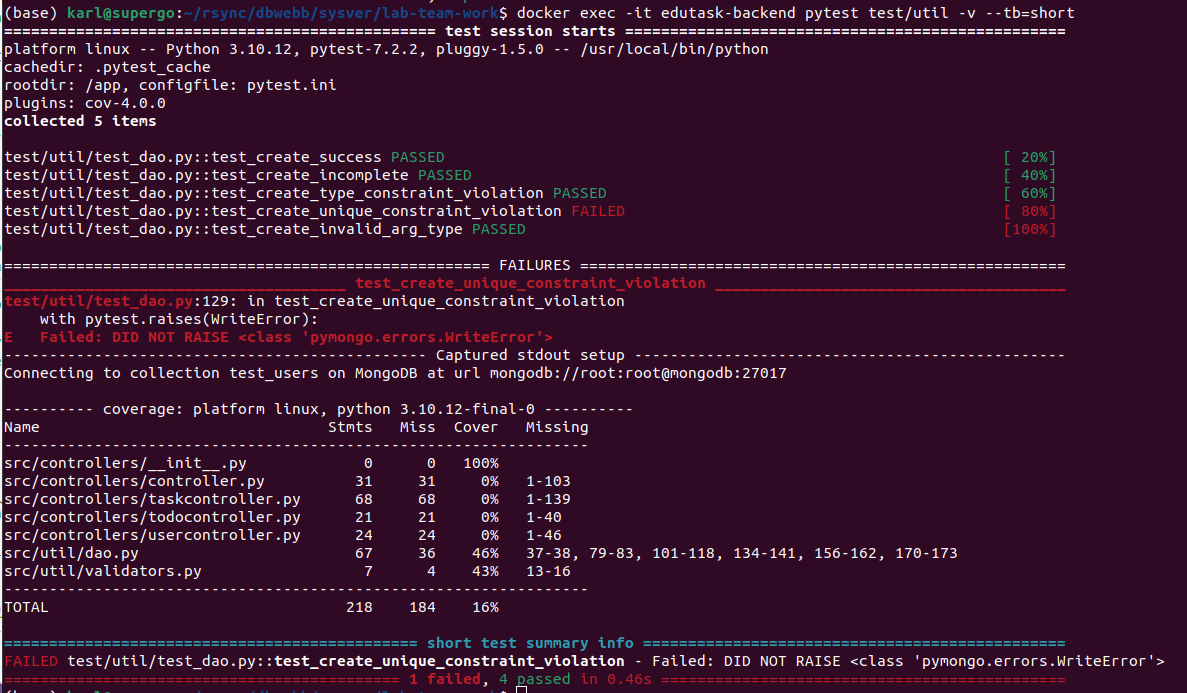 (base) karl@supergo:~/rsync/dbwebb/sysver/lab-team-work$ docker exec -it edutask-backend pytest test/util -v --tb=short
================================================ test session starts =================================================
platform linux -- Python 3.10.12, pytest-7.2.2, pluggy-1.5.0 -- /usr/local/bin/python
cachedir: .pytest_cache
rootdir: /app, configfile: pytest.ini
plugins: cov-4.0.0
collected 5 items
test/util/test_dao.py::test_create_success PASSED [ 20%]
test/util/test_dao.py::test_create_incomplete PASSED [ 40%]
test/util/test_dao.py::test_create_type_constraint_violation PASSED [ 60%]
test/util/test_dao.py::test_create_unique_constraint_violation FAILED [ 80%]
test/util/test_dao.py::test_create_invalid_arg_type PASSED [100%]
====================================================== FAILURES ======================================================
______________________________________ test_create_unique_constraint_violation _______________________________________
test/util/test_dao.py:129: in test_create_unique_constraint_violation
    with pytest.raises(WriteError):
E   Failed: DID NOT RAISE <class 'pymongo.errors.WriteError'>
----------------------------------------------- Captured stdout setup ------------------------------------------------
Connecting to collection test_users on MongoDB at url mongodb://root:root@mongodb:27017
---------- coverage: platform linux, python 3.10.12-final-0 ----------
Name                                Stmts   Miss  Cover   Missing
-----------------------------------------------------------------
src/controllers/__init__.py             0      0   100%
src/controllers/controller.py          31     31     0%   1-103
src/controllers/taskcontroller.py      68     68     0%   1-139
src/controllers/todocontroller.py      21     21     0%   1-40
src/controllers/usercontroller.py      24     24     0%   1-46
src/util/dao.py                        67     36    46%   37-38, 79-83, 101-118, 134-141, 156-162, 170-173
src/util/validators.py                  7      4    43%   13-16
-----------------------------------------------------------------
TOTAL                                 218    184    16%
============================================== short test summary info ===============================================
FAILED test/util/test_dao.py::test_create_unique_constraint_violation - Failed: DID NOT RAISE <class 'pymongo.errors.WriteError'>
============================================ 1 failed, 4 passed in 0.46s =============================================